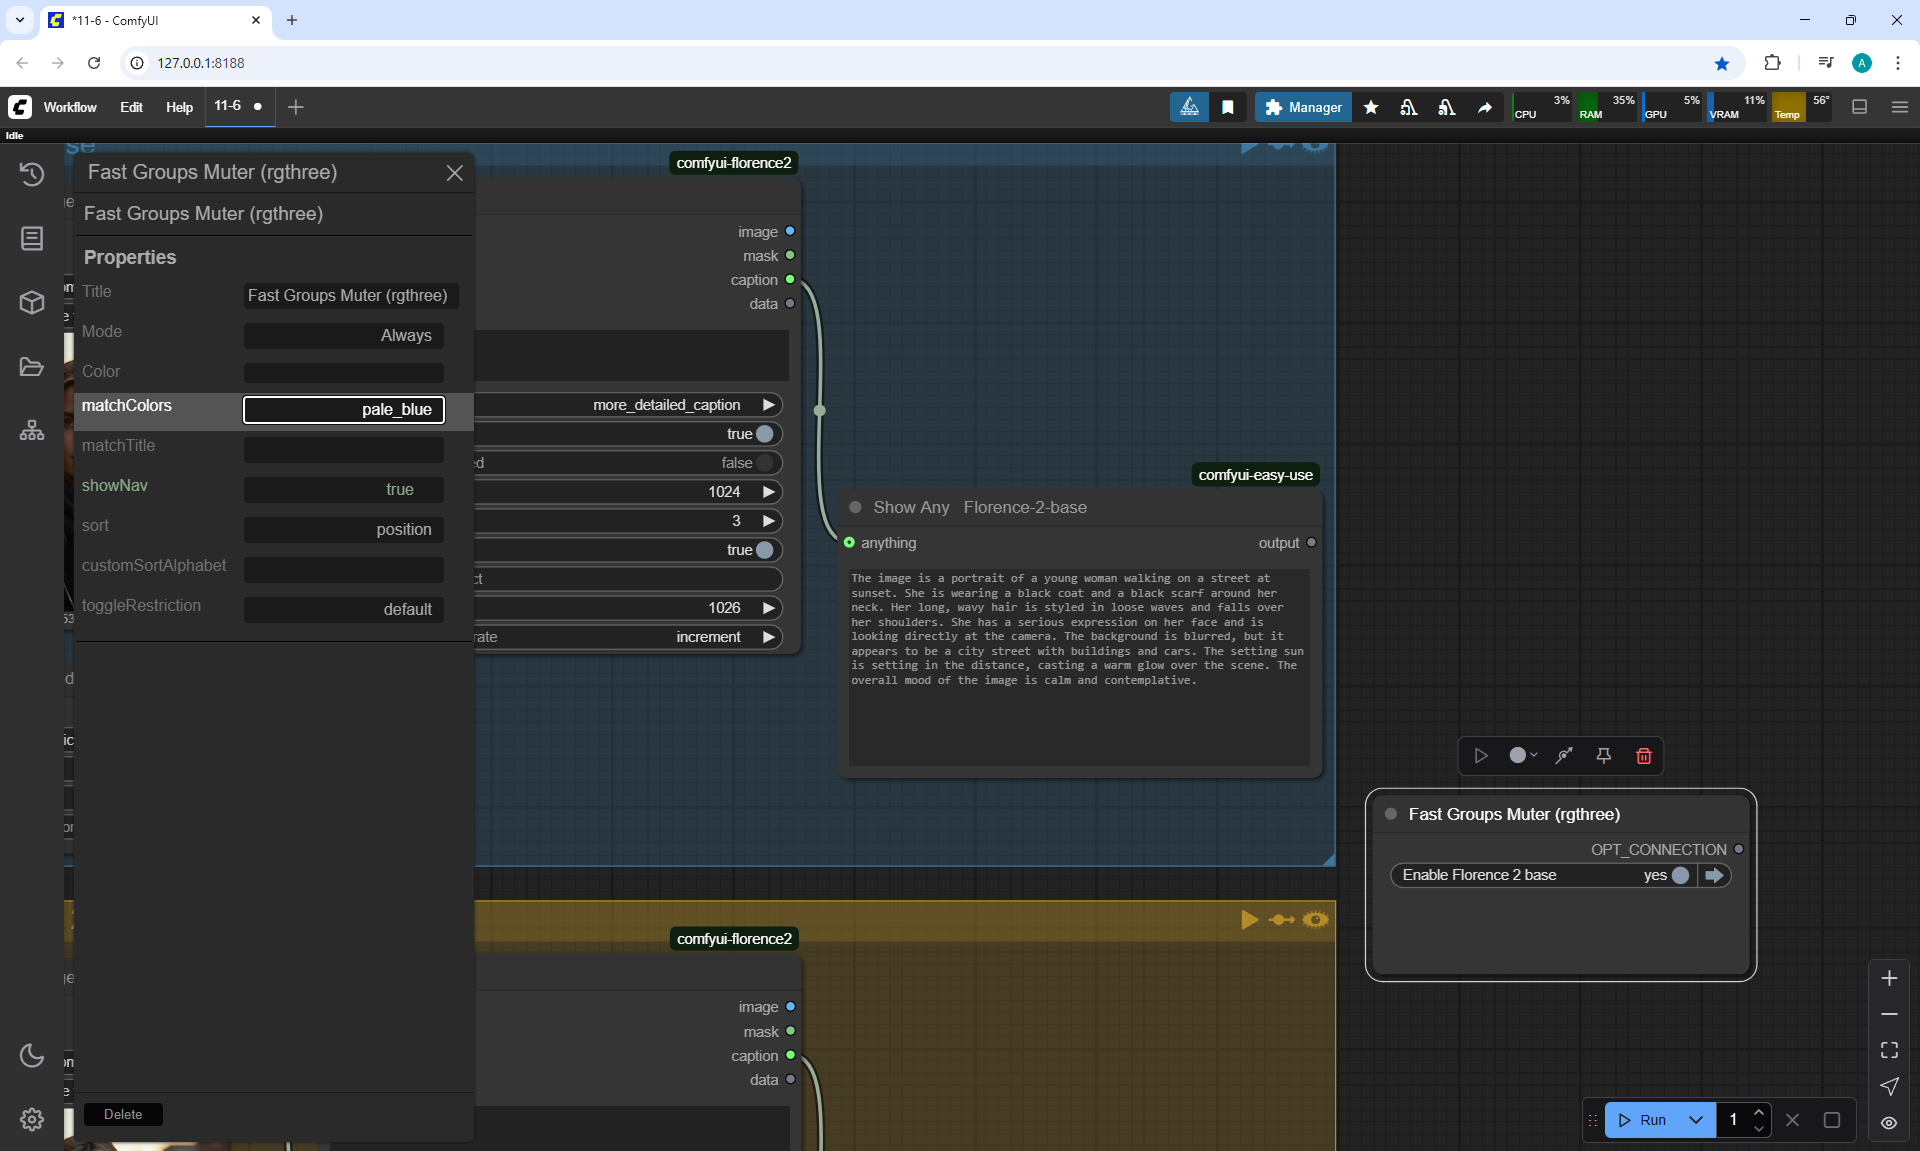 *11-6 - ComfyUI
127.0.0.1:8188
Workflow Edit Help 11-6
Manager
CPU 3% RAM 35% GPU 5% VRAM 11% Temp 56°
Idle
se
Fast Groups Muter (rgthree)
Fast Groups Muter (rgthree)
Properties
Title Fast Groups Muter (rgthree)
Mode Always
Color
matchColors pale_blue
matchTitle
showNav true
sort position
customSortAlphabet
toggleRestriction default
Delete
comfyui-florence2
image
mask
caption
data
more_detailed_caption
true
ed false
1024
3
true
ct
1026
rate increment
comfyui-easy-use
Show Any Florence-2-base
anything output
The image is a portrait of a young woman walking on a street at
sunset. She is wearing a black coat and a black scarf around her
neck. Her long, wavy hair is styled in loose waves and falls over
her shoulders. She has a serious expression on her face and is
looking directly at the camera. The background is blurred, but it
appears to be a city street with buildings and cars. The setting sun
is setting in the distance, casting a warm glow over the scene. The
overall mood of the image is calm and contemplative.
Fast Groups Muter (rgthree)
OPT_CONNECTION
Enable Florence 2 base yes
comfyui-florence2
image
mask
caption
data
Run 1
A